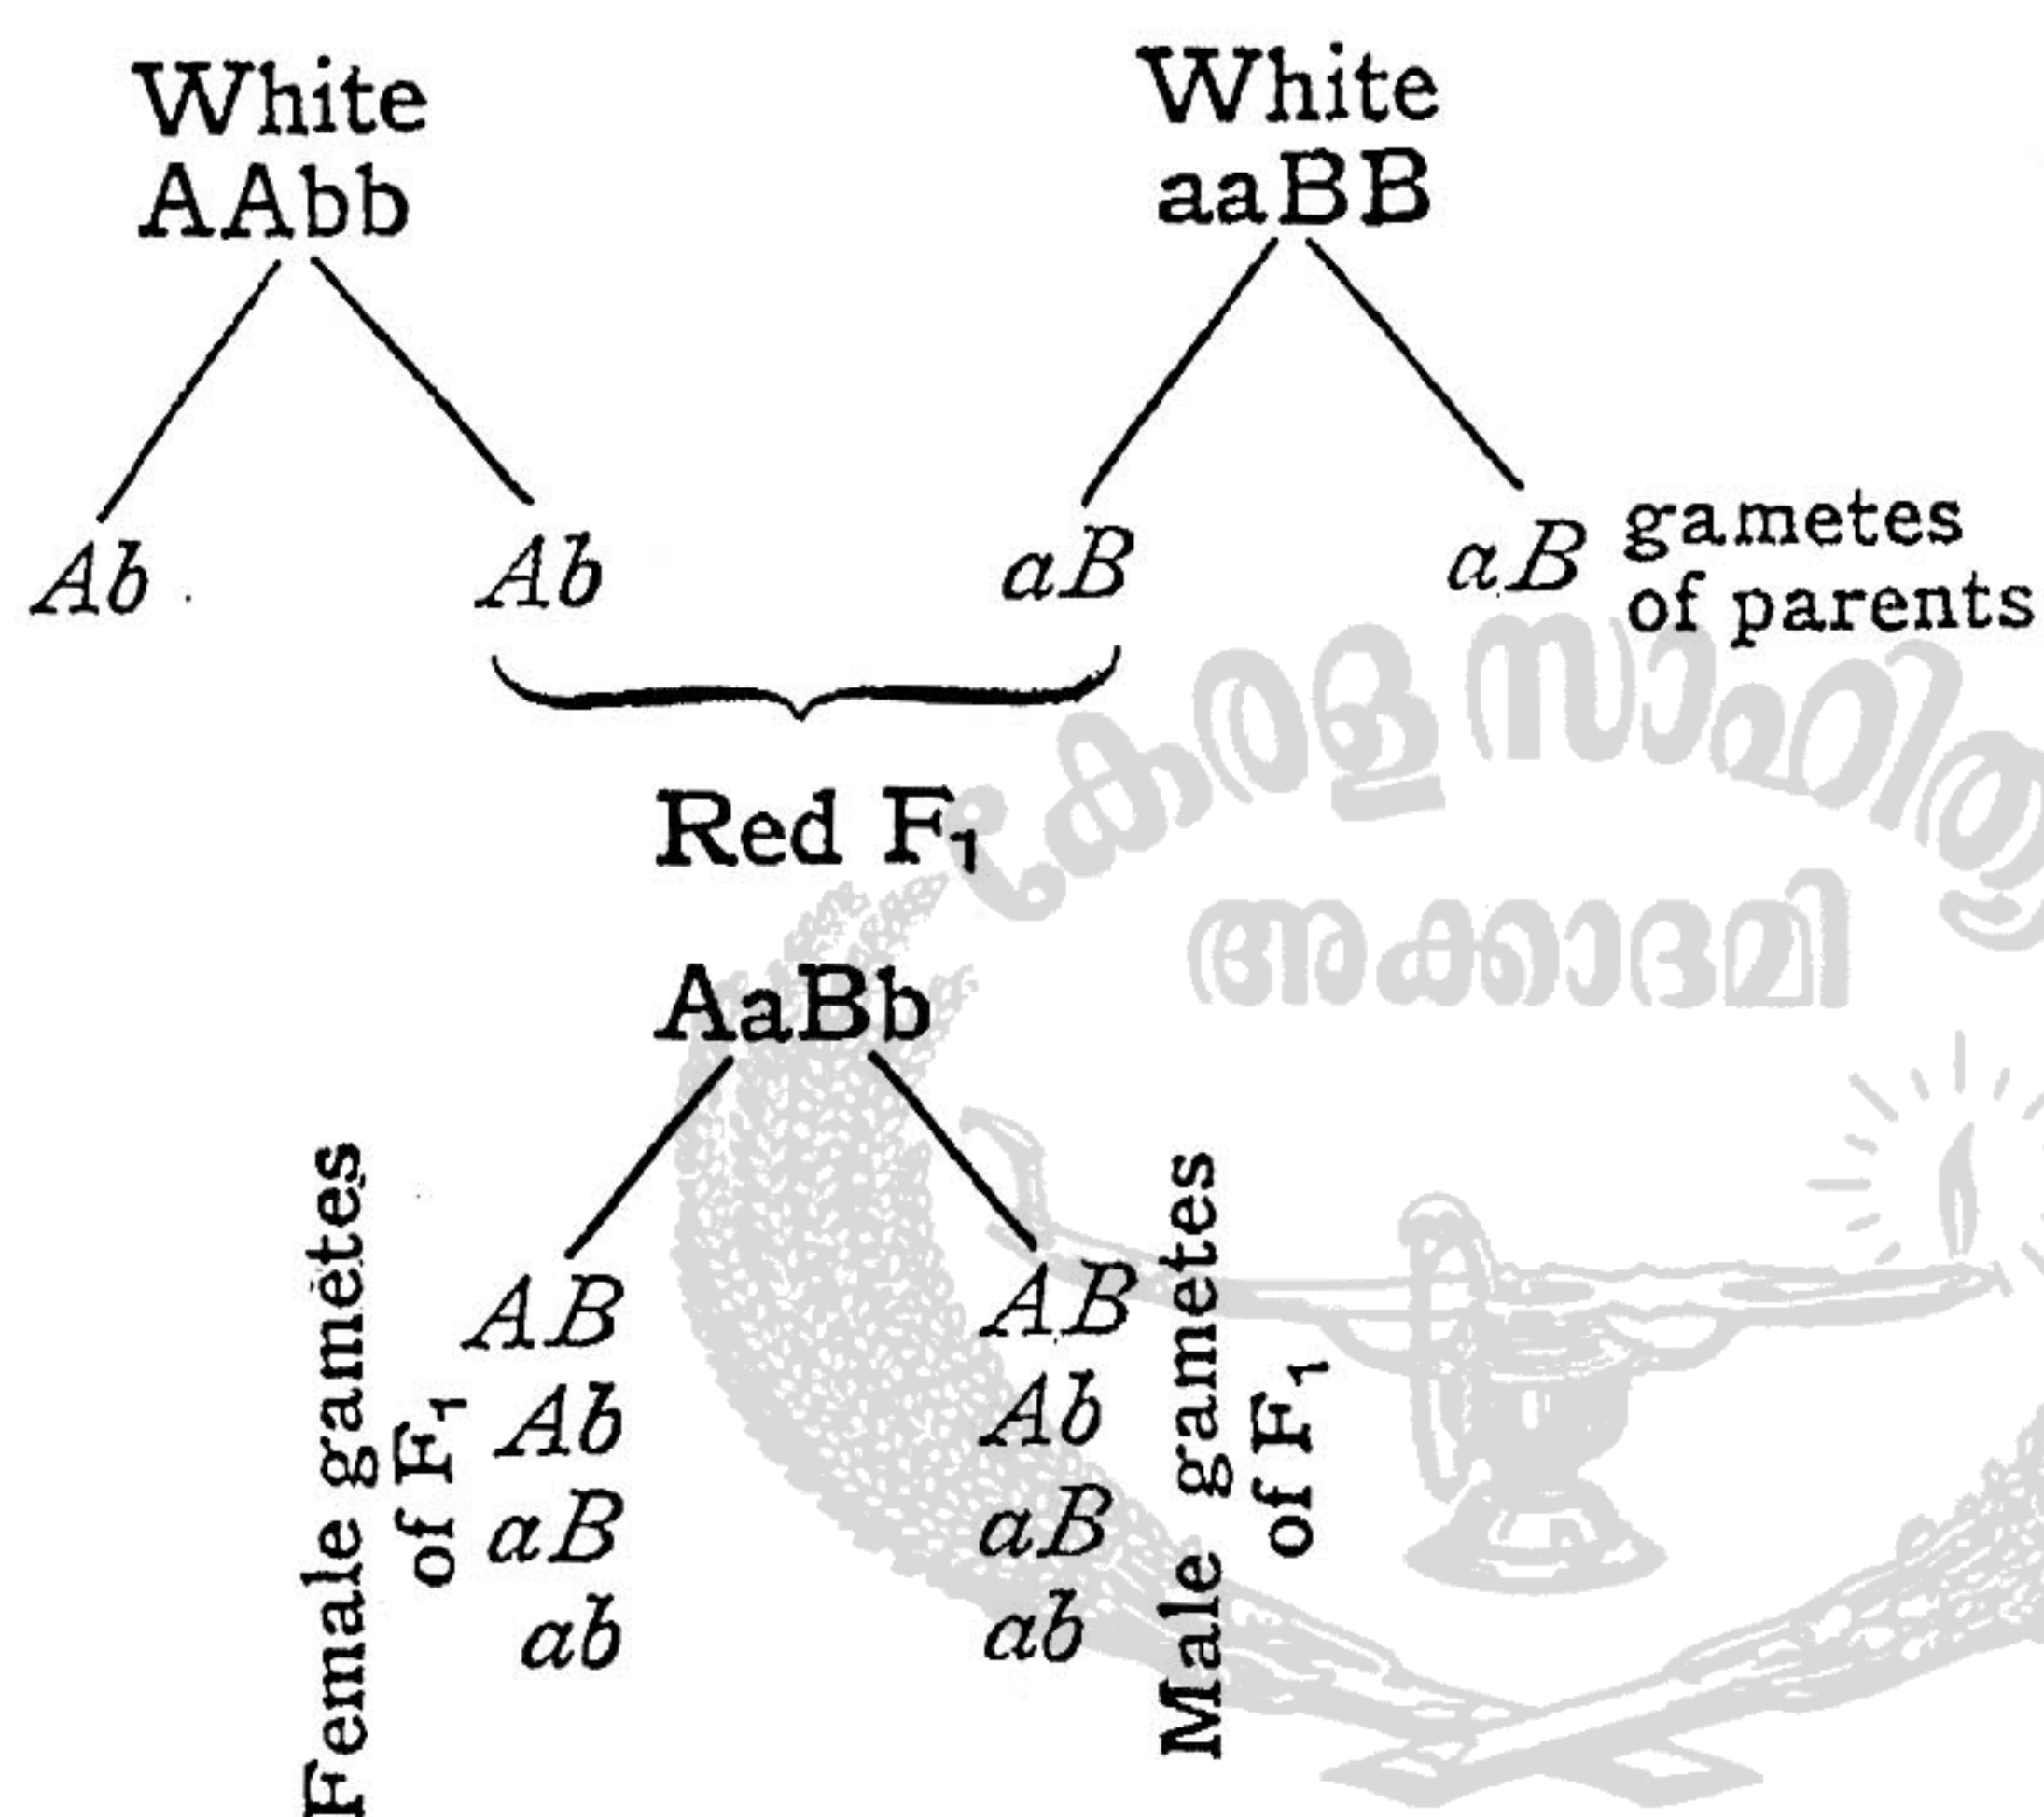 White
AAbb
White
aaBB
Ab
Ab
aB
aB
gametes
of parents
Red F₁
AaBb
Female gametes
of F₁
AB
Ab
aB
ab
AB
Ab
aB
ab
Male gametes
of F₁
കേരള സാഹിത്യ
അക്കാദമി